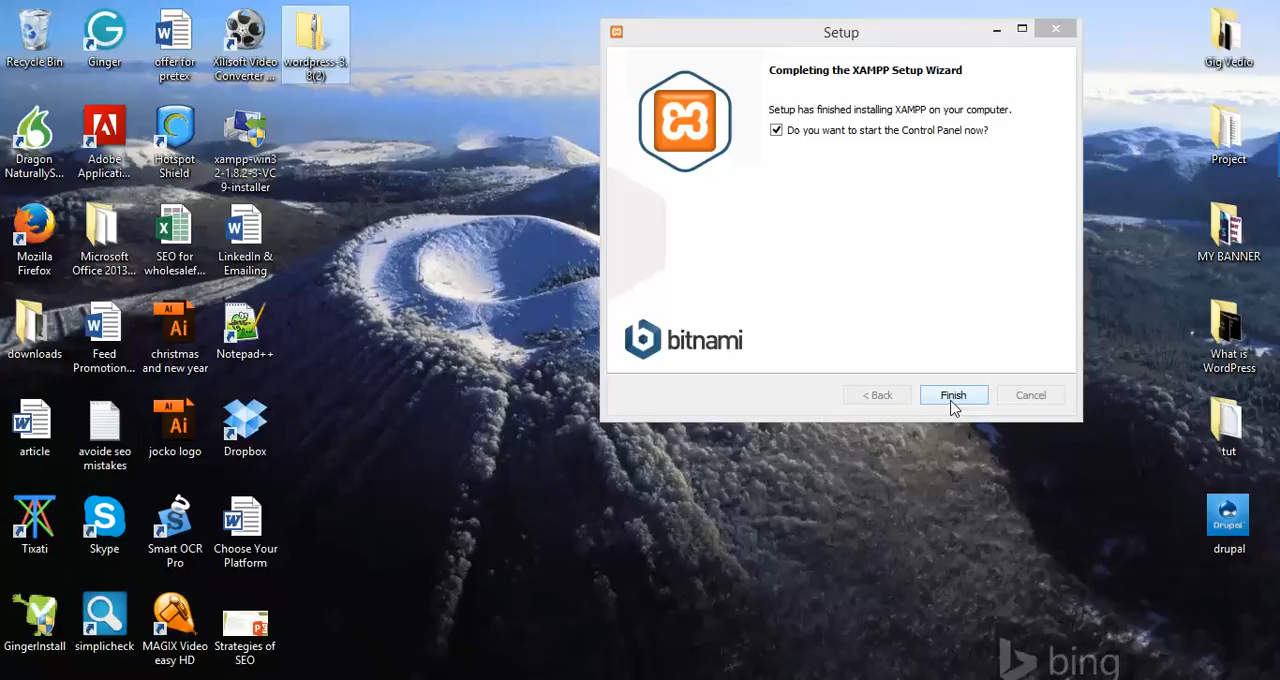 Recycle Bin
Ginger
offer for
pretex
Xilisoft Video
Converter ...
wordpress-3.
8(2)
Dragon
NaturallyS...
Adobe
Applicati...
Hotspot
Shield
xampp-win3
2-1.8.2-3-VC
9-installer
Mozilla
Firefox
Microsoft
Office 2013...
SEO for
wholesalef...
LinkedIn &
Emailing
downloads
Feed
Promotion...
christmas
and new year
Notepad++
article
avoide seo
mistakes
jocko logo
Dropbox
Tixati
Skype
Smart OCR
Pro
Choose Your
Platform
GingerInstall
simplicheck
MAGIX Video
easy HD
Strategies of
SEO
Setup
Completing the XAMPP Setup Wizard
Setup has finished installing XAMPP on your computer.
Do you want to start the Control Panel now?
bitnami
< Back
Finish
Cancel
Gig Vedio
Project
MY BANNER
What is
WordPress
tut
Drupal
drupal
bing